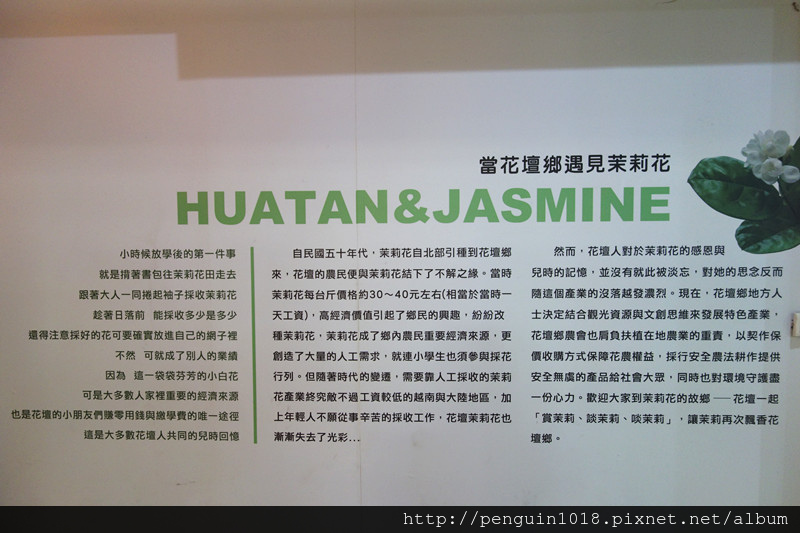 當花壇鄉遇見茉莉花
HUATAN&JASMINE
小時候放學後的第一件事
就是揹著書包往茉莉花田走去
跟著大人一同捲起袖子採收茉莉花
趁著日落前 能採收多少是多少
還得注意採好的花可要確實放進自己的網子裡
不然 可就成了別人的業績
因為 這一袋袋芬芳的小白花
可是大多數人家裡重要的經濟來源
也是花壇的小朋友們賺零用錢與繳學費的唯一途徑
這是大多數花壇人共同的兒時回憶
自民國五十年代，茉莉花自北部引種到花壇鄉
來，花壇的農民便與茉莉花結下了不解之緣。當時
茉莉花每台斤價格約30～40元左右(相當於當時一
天工資)，高經濟價值引起了鄉民的興趣，紛紛改
種茉莉花，茉莉花成了鄉內農民重要經濟來源，更
創造了大量的人工需求，就連小學生也須參與採花
行列。但隨著時代的變遷，需要靠人工採收的茉莉
花產業終究敵不過工資較低的越南與大陸地區，加
上年輕人不願從事辛苦的採收工作，花壇茉莉花也
漸漸失去了光彩...
然而，花壇人對於茉莉花的感恩與
兒時的記憶，並沒有就此被淡忘，對她的思念反而
隨這個產業的沒落越發濃烈。現在，花壇鄉地方人
士決定結合觀光資源與文創思維來發展特色產業，
花壇鄉農會也肩負扶植在地農業的重責，以契作保
價收購方式保障花農權益，採行安全農法耕作提供
安全無虞的產品給社會大眾，同時也對環境守護盡
一份心力。歡迎大家到茉莉花的故鄉──花壇一起
「賞茉莉、談茉莉、啖茉莉」，讓茉莉再次飄香花
壇鄉。
http://penguin1018.pixnet.net/album